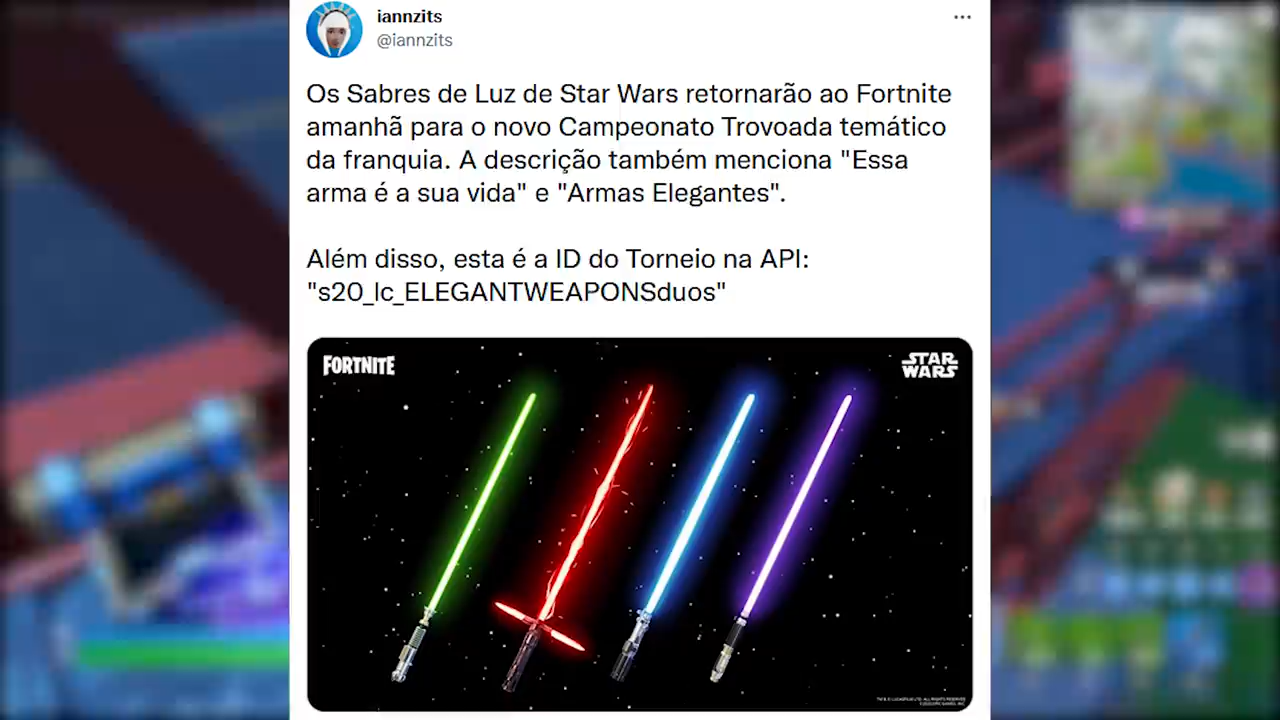 iannzits
@iannzits
Os Sabres de Luz de Star Wars retornarão ao Fortnite
amanhã para o novo Campeonato Trovoada temático
da franquia. A descrição também menciona "Essa
arma é a sua vida" e "Armas Elegantes".
Além disso, esta é a ID do Torneio na API:
"s20_lc_ELEGANTWEAPONSduos"
FORTNITE
STAR
WARS